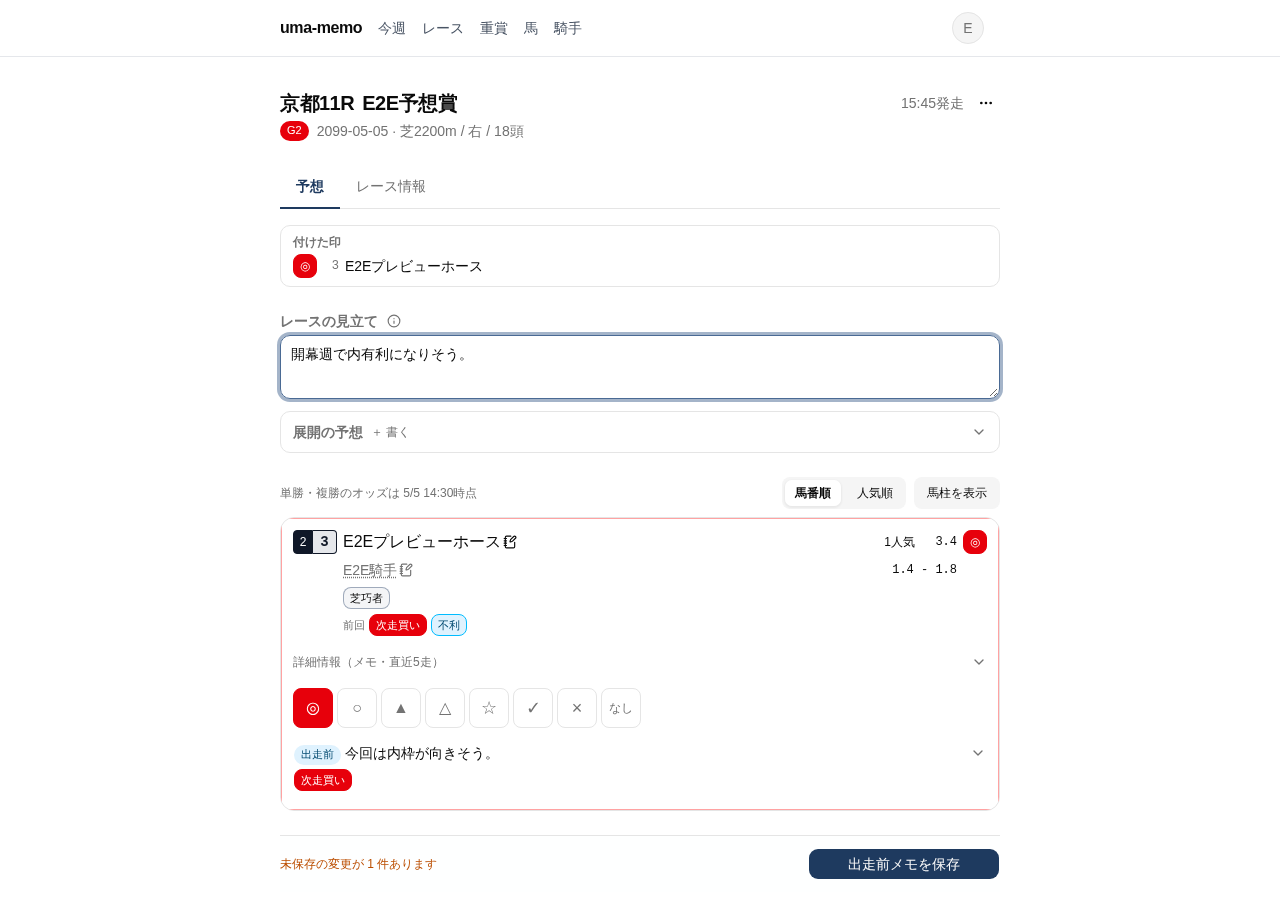 uma-memo 今週 レース 重賞 馬 騎手 E
京都11R E2E予想賞 15:45発走 ···
G2 2099-05-05 · 芝2200m / 右 / 18頭
予想 レース情報
付けた印
◎ 3 E2Eプレビューホース
レースの見立て
開幕週で内有利になりそう。
展開の予想 + 書く
単勝・複勝のオッズは 5/5 14:30時点 馬番順 人気順 馬柱を表示
2 3 E2Eプレビューホース 1人気 3.4 ◎
E2E騎手 1.4 - 1.8
芝巧者
前回 次走買い 不利
詳細情報(メモ・直近5走)
◎ ○ ▲ △ ☆ ✓ × なし
出走前 今回は内枠が向きそう。
次走買い
未保存の変更が 1 件あります 出走前メモを保存